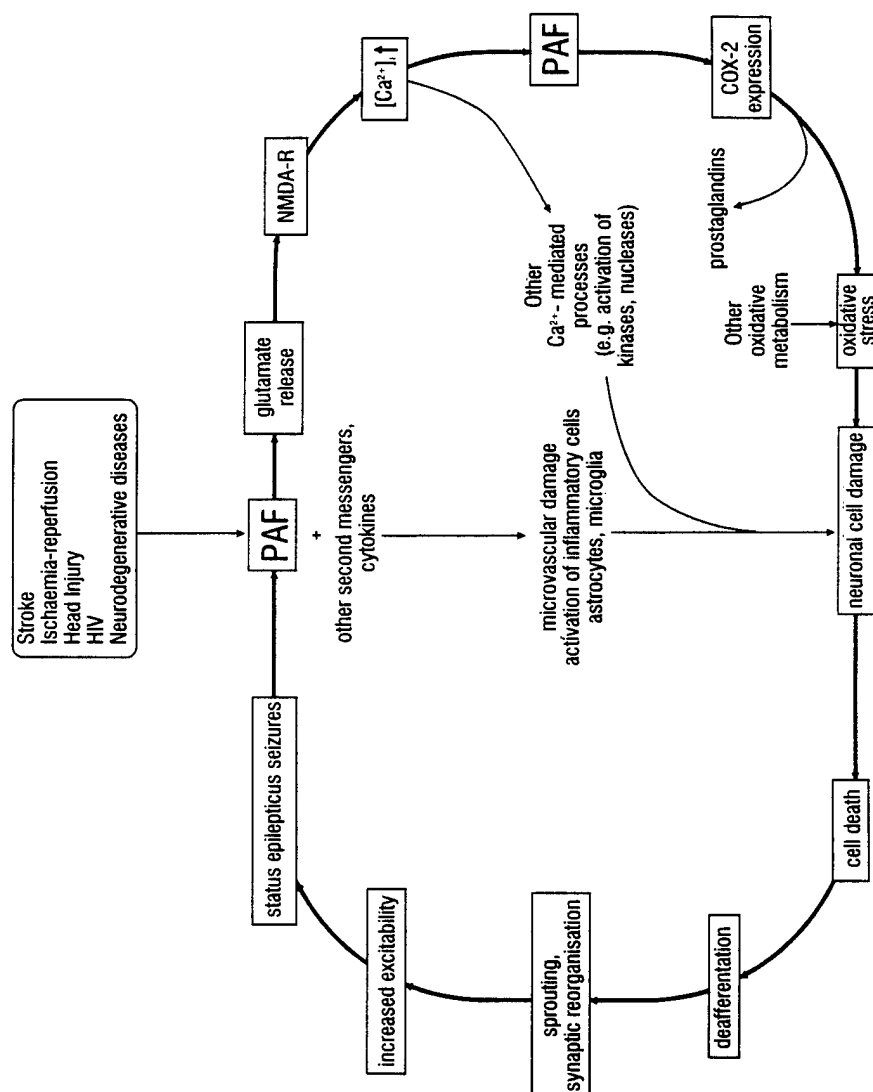 Stroke
Ischaemia-reperfusion
Head Injury
HIV
Neurodegenerative diseases
status epilepticus seizures
PAF
+
other second messengers,
cytokines
glutamate
release
NMDA-R
[Ca²⁺]ᵢ↑
PAF
COX-2
expression
prostaglandins
Other
Ca²⁺- mediated
processes
(e.g. activation of
kinases, nucleases)
Other
oxidative
metabolism
oxidative
stress
microvascular damage
activation of inflammatory cells
astrocytes, microglia
neuronal cell damage
cell death
deafferentation
sprouting,
synaptic reorganisation
increased excitability